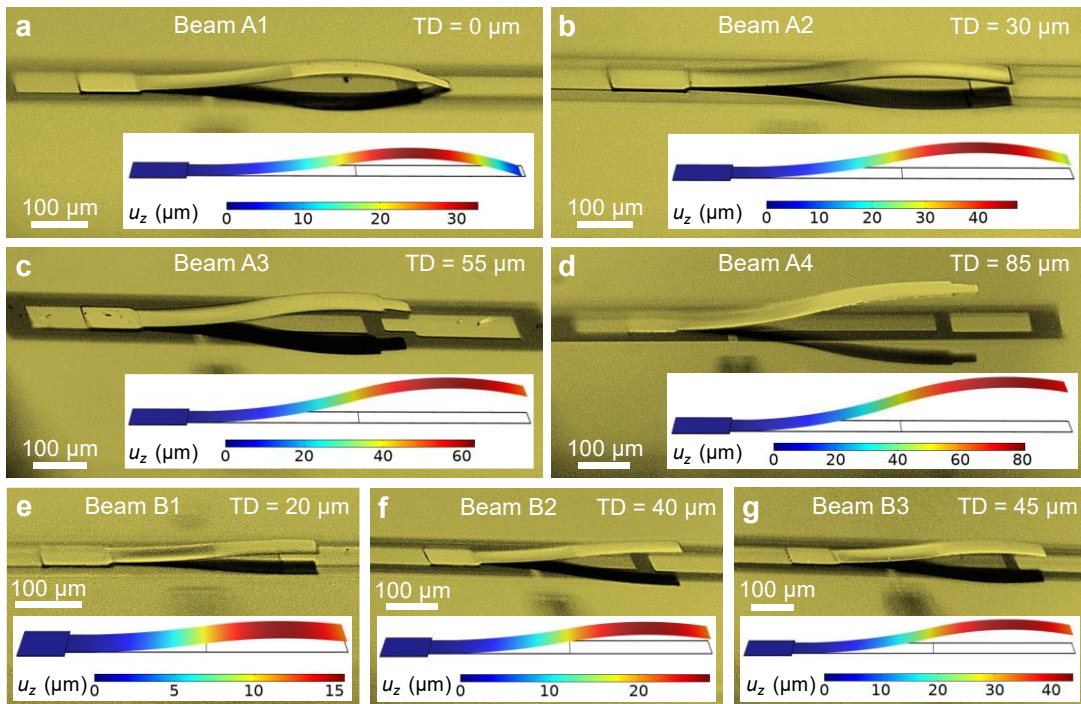 a Beam A1 TD = 0 µm
u_z (µm) 0 10 20 30
100 µm
b Beam A2 TD = 30 µm
u_z (µm) 0 10 20 30 40
100 µm
c Beam A3 TD = 55 µm
u_z (µm) 0 20 40 60
100 µm
d Beam A4 TD = 85 µm
u_z (µm) 0 20 40 60 80
100 µm
e Beam B1 TD = 20 µm
100 µm
u_z (µm) 0 5 10 15
f Beam B2 TD = 40 µm
100 µm
u_z (µm) 0 10 20
g Beam B3 TD = 45 µm
100 µm
u_z (µm) 0 10 20 30 40